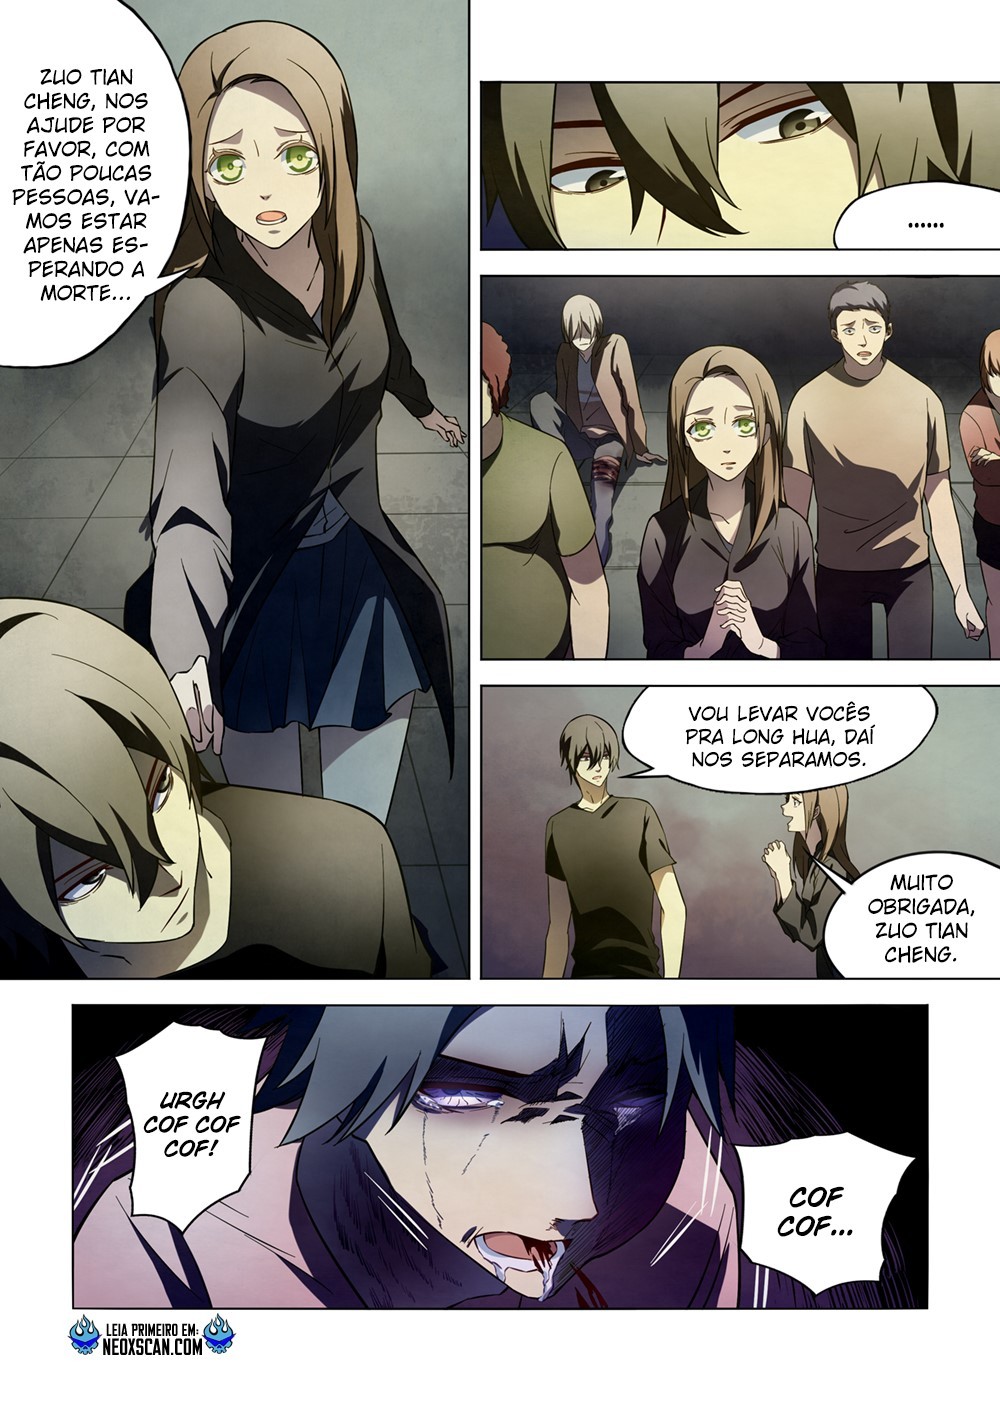 ZUO TIAN
CHENG, NOS
AJUDE POR
FAVOR, COM
TÃO POUCAS
PESSOAS, VA-
MOS ESTAR
APENAS ES-
PERANDO A
MORTE...
......
VOU LEVAR VOCÊS
PRA LONG HUA, DAÍ
NOS SEPARAMOS.
MUITO
OBRIGADA,
ZUO TIAN
CHENG.
URGH
COF COF
COF!
COF
COF...
LEIA PRIMEIRO EM:
NEOXSCAN.COM